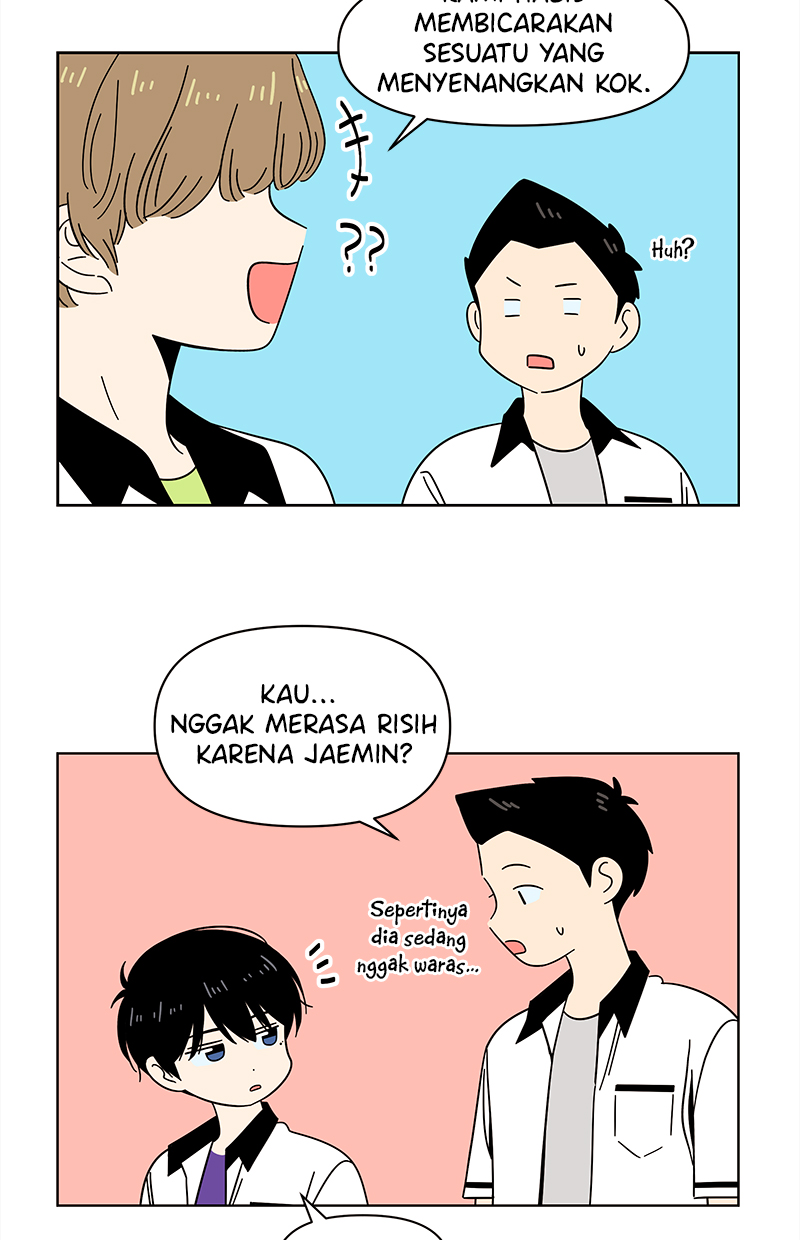 MEMBICARAKAN
SESUATU YANG
MENYENANGKAN KOK.
??
Huh?
KAU...
NGGAK MERASA RISIH
KARENA JAEMIN?
Sepertinya
dia sedang
nggak waras...